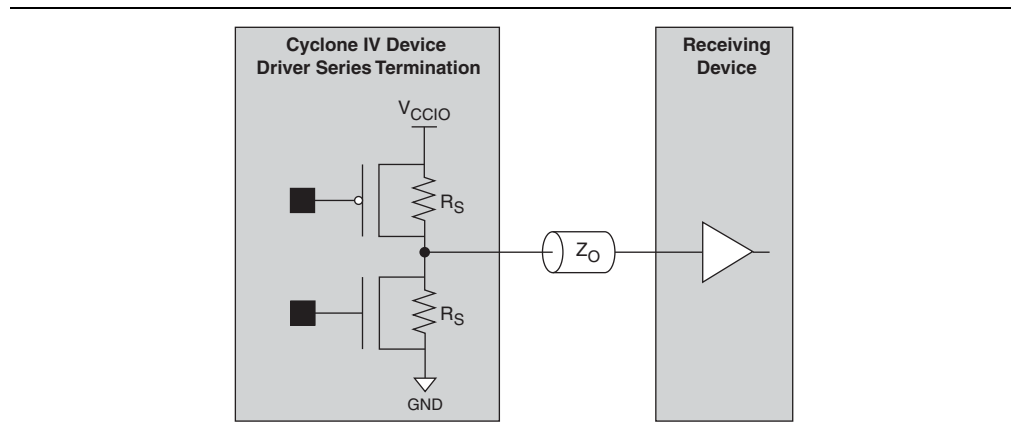 Cyclone IV Device
Driver Series Termination
Receiving
Device
VCCIO
RS
ZO
RS
GND